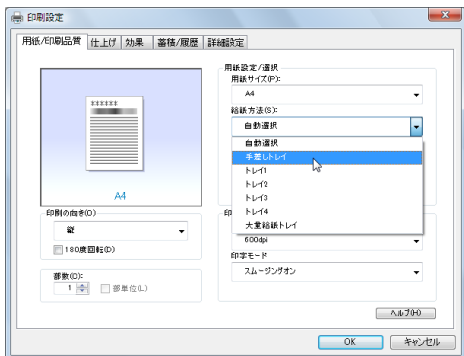 印刷設定
用紙/印刷品質 仕上げ 効果 蓄積/履歴 詳細設定
用紙設定/選択
用紙サイズ(P):
A4
給紙方法(S):
自動選択
自動選択
手差しトレイ
トレイ1
トレイ2
トレイ3
トレイ4
大量給紙トレイ
600dpi
印字モード
スムージングオン
******
A4
印刷の向き(O)
縦
180度回転(D)
部数(C):
1
部単位(L)
ヘルプ(H)
OK
キャンセル